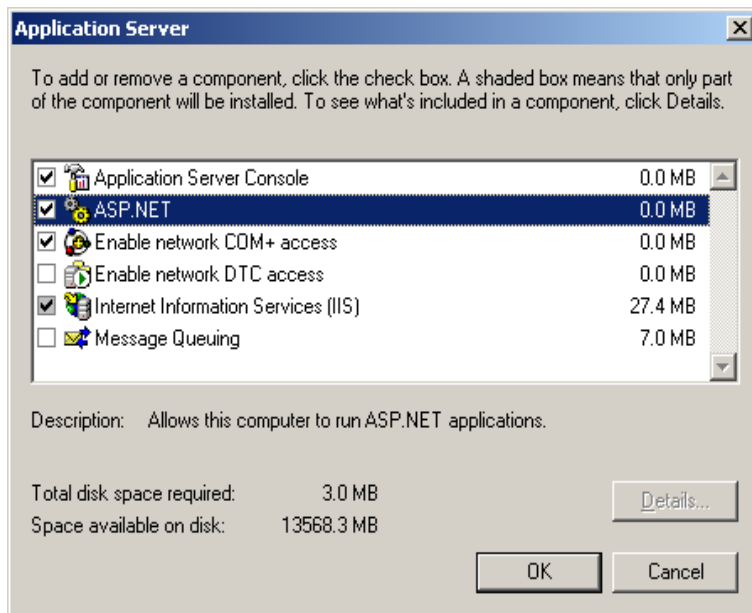 Application Server
To add or remove a component, click the check box. A shaded box means that only part
of the component will be installed. To see what's included in a component, click Details.
Application Server Console 0.0 MB
ASP.NET 0.0 MB
Enable network COM+ access 0.0 MB
Enable network DTC access 0.0 MB
Internet Information Services (IIS) 27.4 MB
Message Queuing 7.0 MB
Description: Allows this computer to run ASP.NET applications.
Total disk space required: 3.0 MB
Space available on disk: 13568.3 MB
Details...
OK Cancel